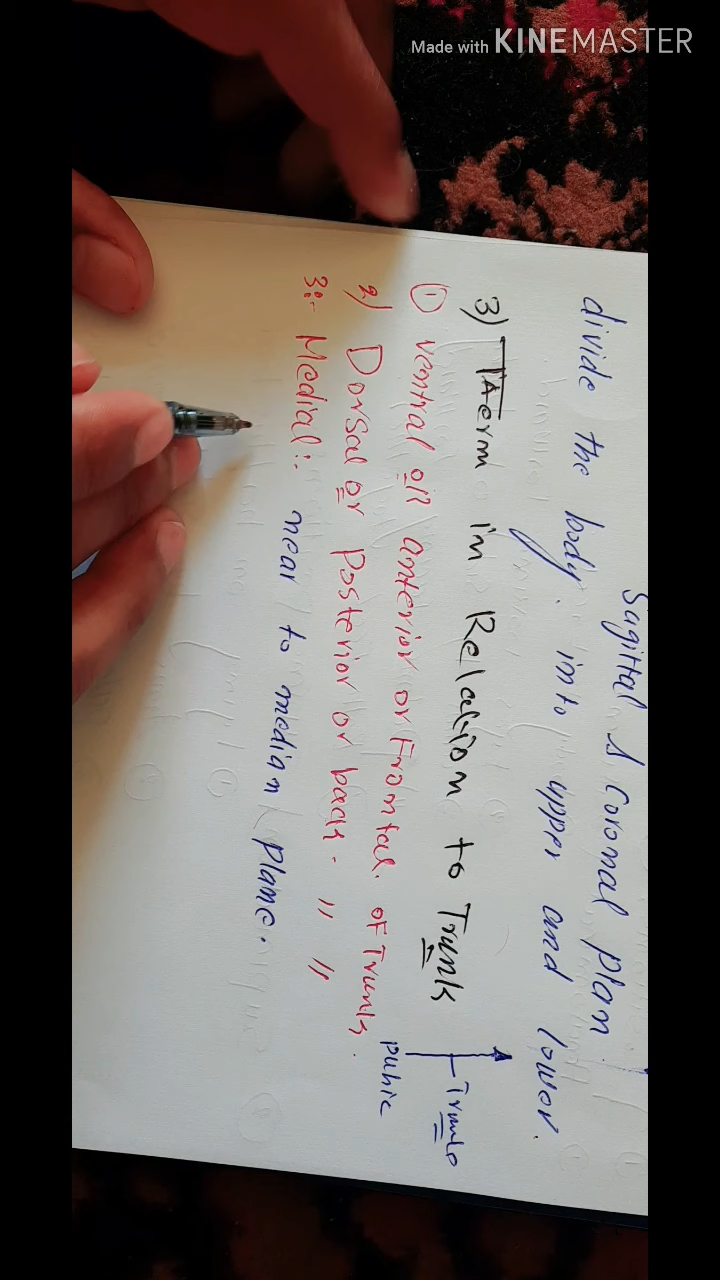 Made with KINEMASTER
Sagittal & Coronal plan
divide the body. into upper and lower.
3) Term in Relation to Trunk
Trunk
pubic
① ventral or anterior or Frontal. of Trunk.
2) Dorsal or Posterior or back. " "
3:- Medial:- near to median plane.